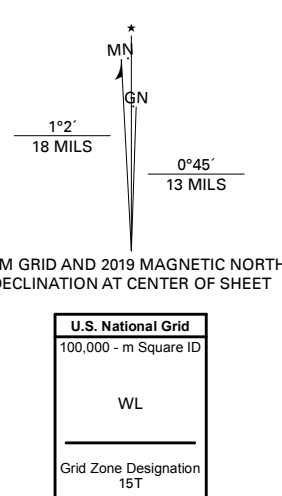 ★
MN
GN
1°2´
18 MILS
0°45´
13 MILS
M GRID AND 2019 MAGNETIC NORTH
DECLINATION AT CENTER OF SHEET
U.S. National Grid
100,000 - m Square ID
WL
Grid Zone Designation
15T